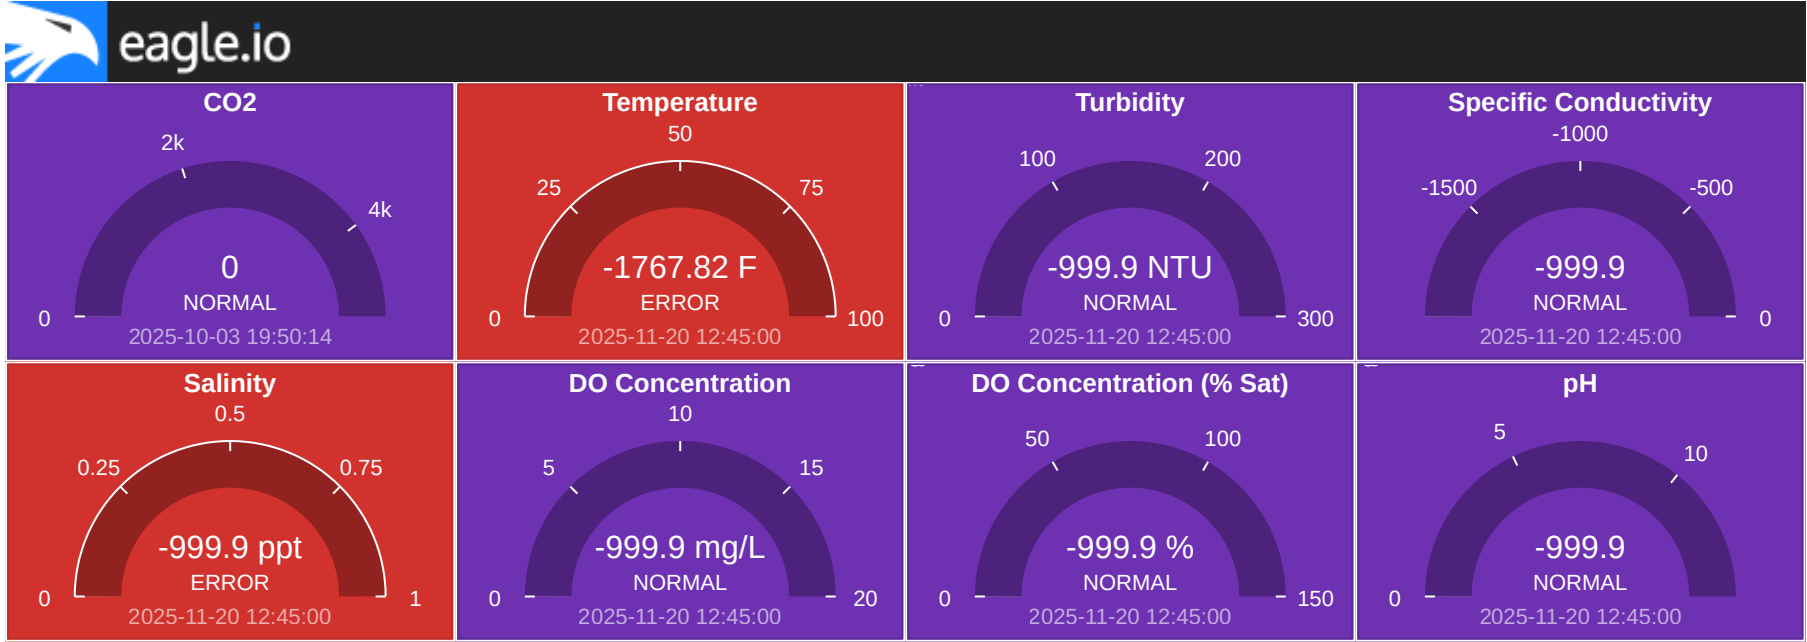 eagle.io
CO2
2k
4k
0
0
NORMAL
2025-10-03 19:50:14
Temperature
50
25
75
-1767.82 F
ERROR
0
100
2025-11-20 12:45:00
Turbidity
100
200
-999.9 NTU
NORMAL
0
300
2025-11-20 12:45:00
Specific Conductivity
-1000
-1500
-500
-999.9
NORMAL
0
2025-11-20 12:45:00
Salinity
0.5
0.25
0.75
-999.9 ppt
ERROR
0
1
2025-11-20 12:45:00
DO Concentration
10
5
15
-999.9 mg/L
NORMAL
0
20
2025-11-20 12:45:00
DO Concentration (% Sat)
50
100
-999.9 %
NORMAL
0
150
2025-11-20 12:45:00
pH
5
10
-999.9
NORMAL
0
2025-11-20 12:45:00